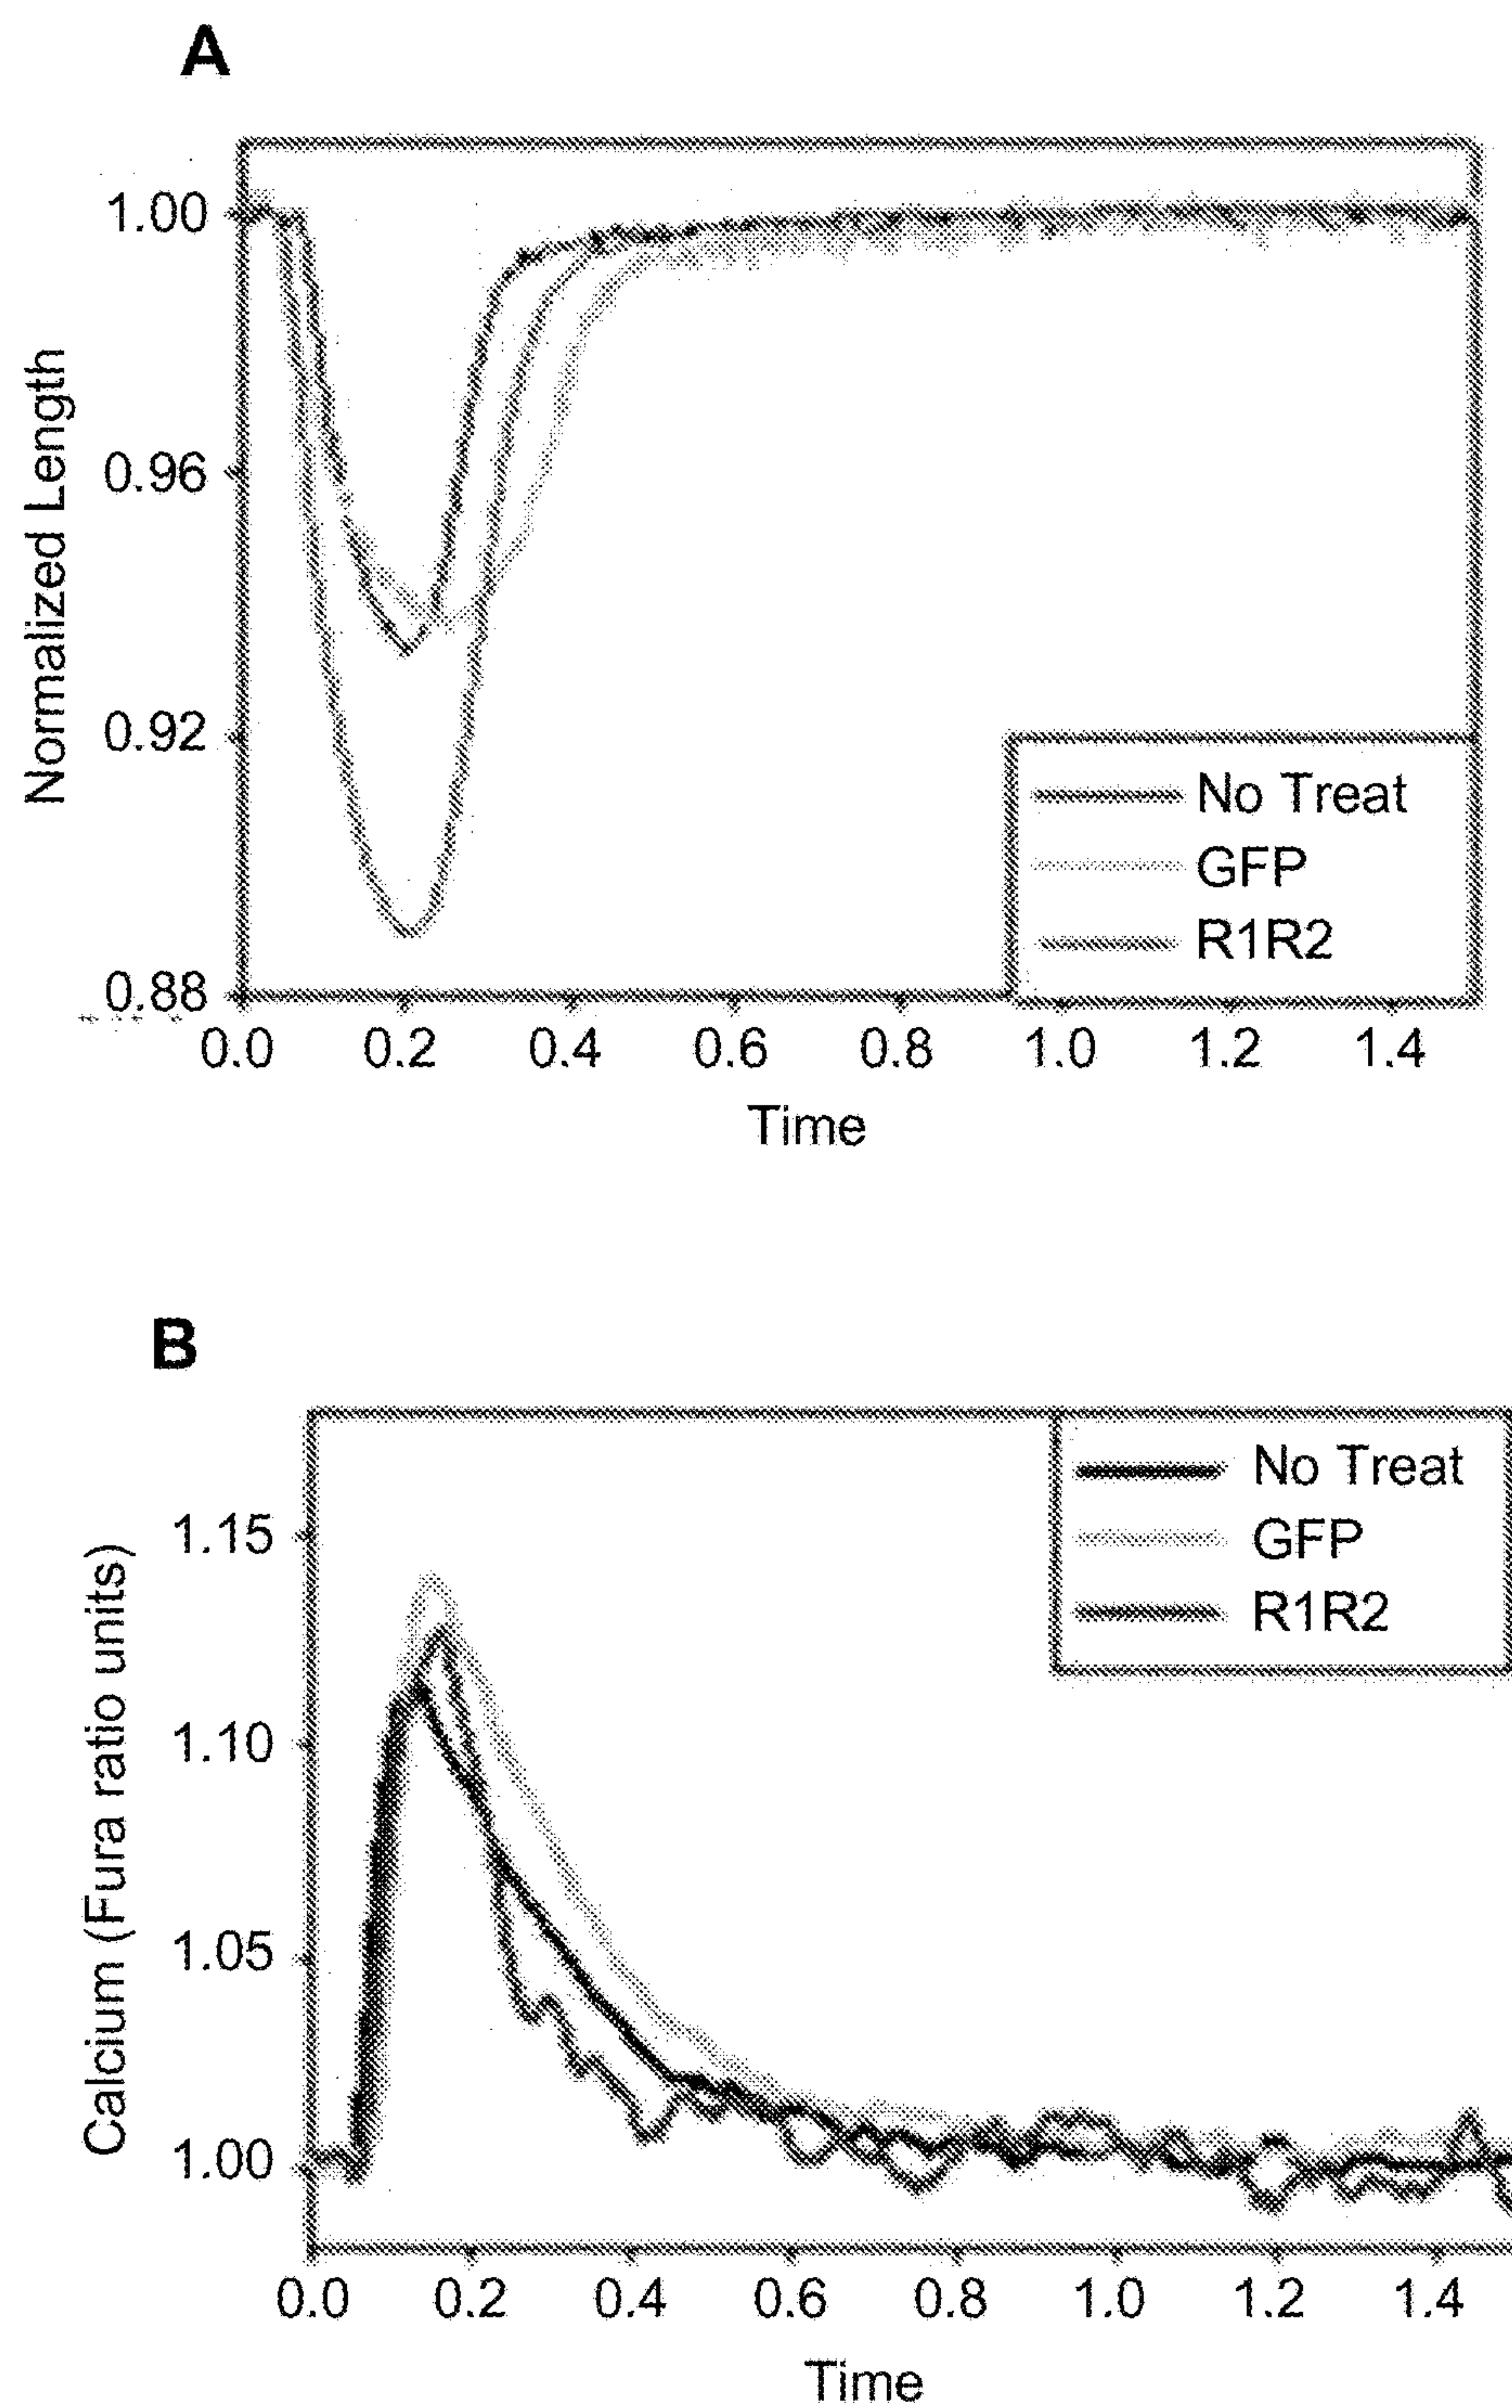 A
1.00
0.96
0.92
0.88
Normalized Length
No Treat
GFP
R1R2
0.0 0.2 0.4 0.6 0.8 1.0 1.2 1.4
Time
B
1.15
1.10
1.05
1.00
Calcium (Fura ratio units)
No Treat
GFP
R1R2
0.0 0.2 0.4 0.6 0.8 1.0 1.2 1.4
Time